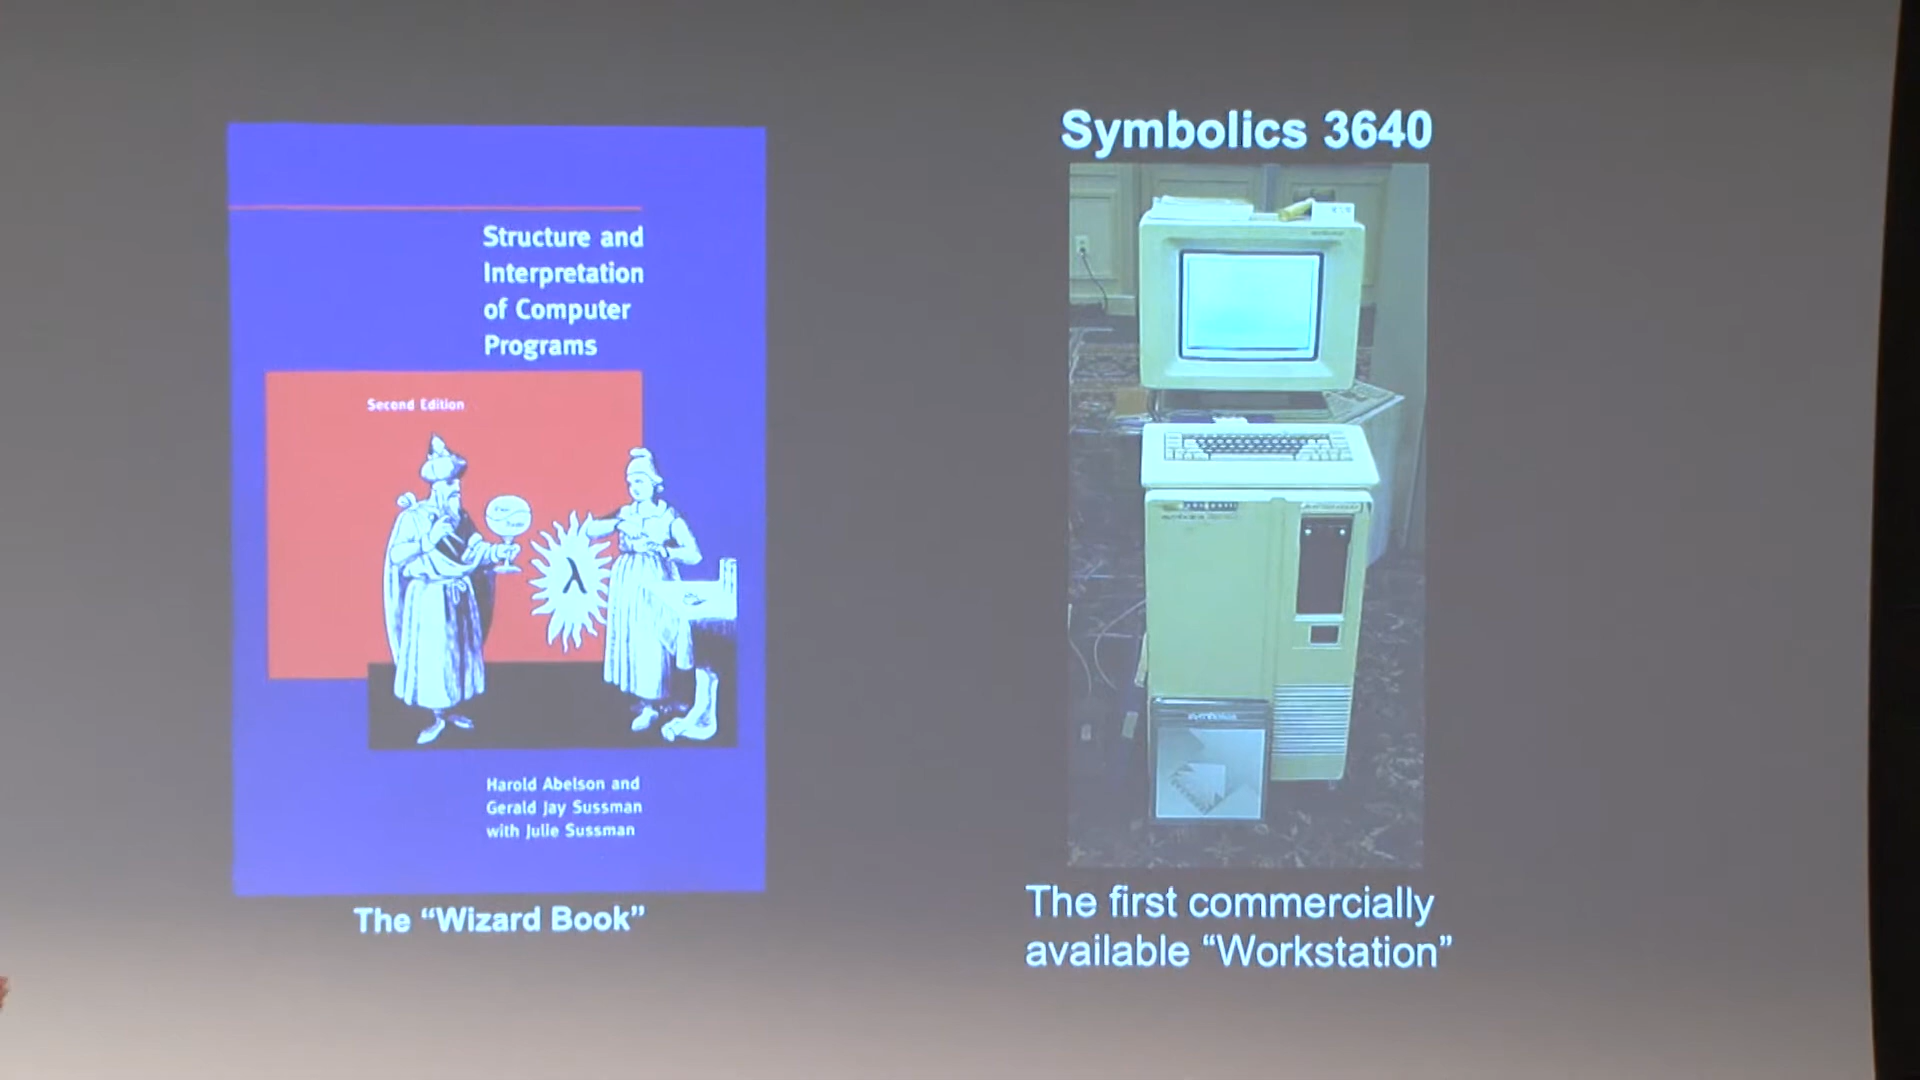 Structure and
Interpretation
of Computer
Programs
Second Edition
λ
Harold Abelson and
Gerald Jay Sussman
with Julie Sussman
The “Wizard Book”
Symbolics 3640
symbolics
The first commercially
available “Workstation”